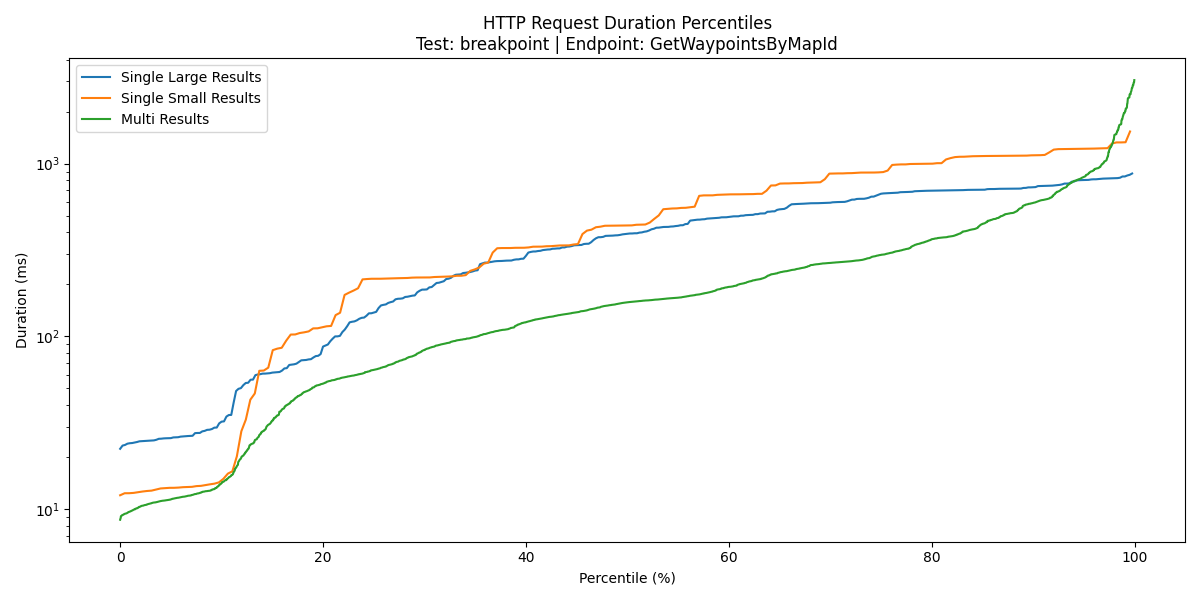 HTTP Request Duration Percentiles
Test: breakpoint | Endpoint: GetWaypointsByMapId
Single Large Results
Single Small Results
Multi Results
Duration (ms)
10³
10²
10¹
0 20 40 60 80 100
Percentile (%)